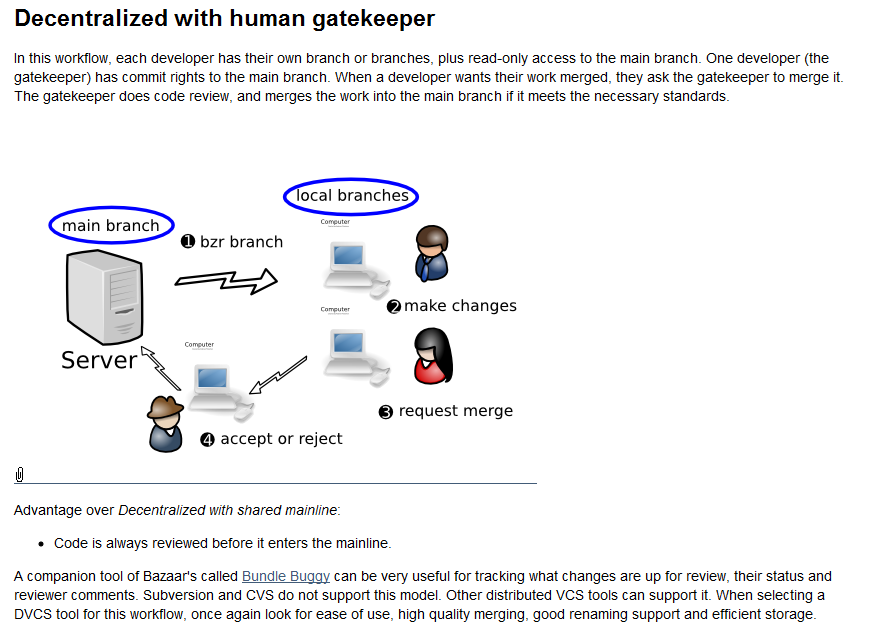 Decentralized with human gatekeeper
In this workflow, each developer has their own branch or branches, plus read-only access to the main branch. One developer (the
gatekeeper) has commit rights to the main branch. When a developer wants their work merged, they ask the gatekeeper to merge it.
The gatekeeper does code review, and merges the work into the main branch if it meets the necessary standards.
local branches
main branch
Computer
❶ bzr branch
❷ make changes
Computer
Server
Computer
❸ request merge
❹ accept or reject
Advantage over Decentralized with shared mainline:
• Code is always reviewed before it enters the mainline.
A companion tool of Bazaar's called Bundle Buggy can be very useful for tracking what changes are up for review, their status and
reviewer comments. Subversion and CVS do not support this model. Other distributed VCS tools can support it. When selecting a
DVCS tool for this workflow, once again look for ease of use, high quality merging, good renaming support and efficient storage.